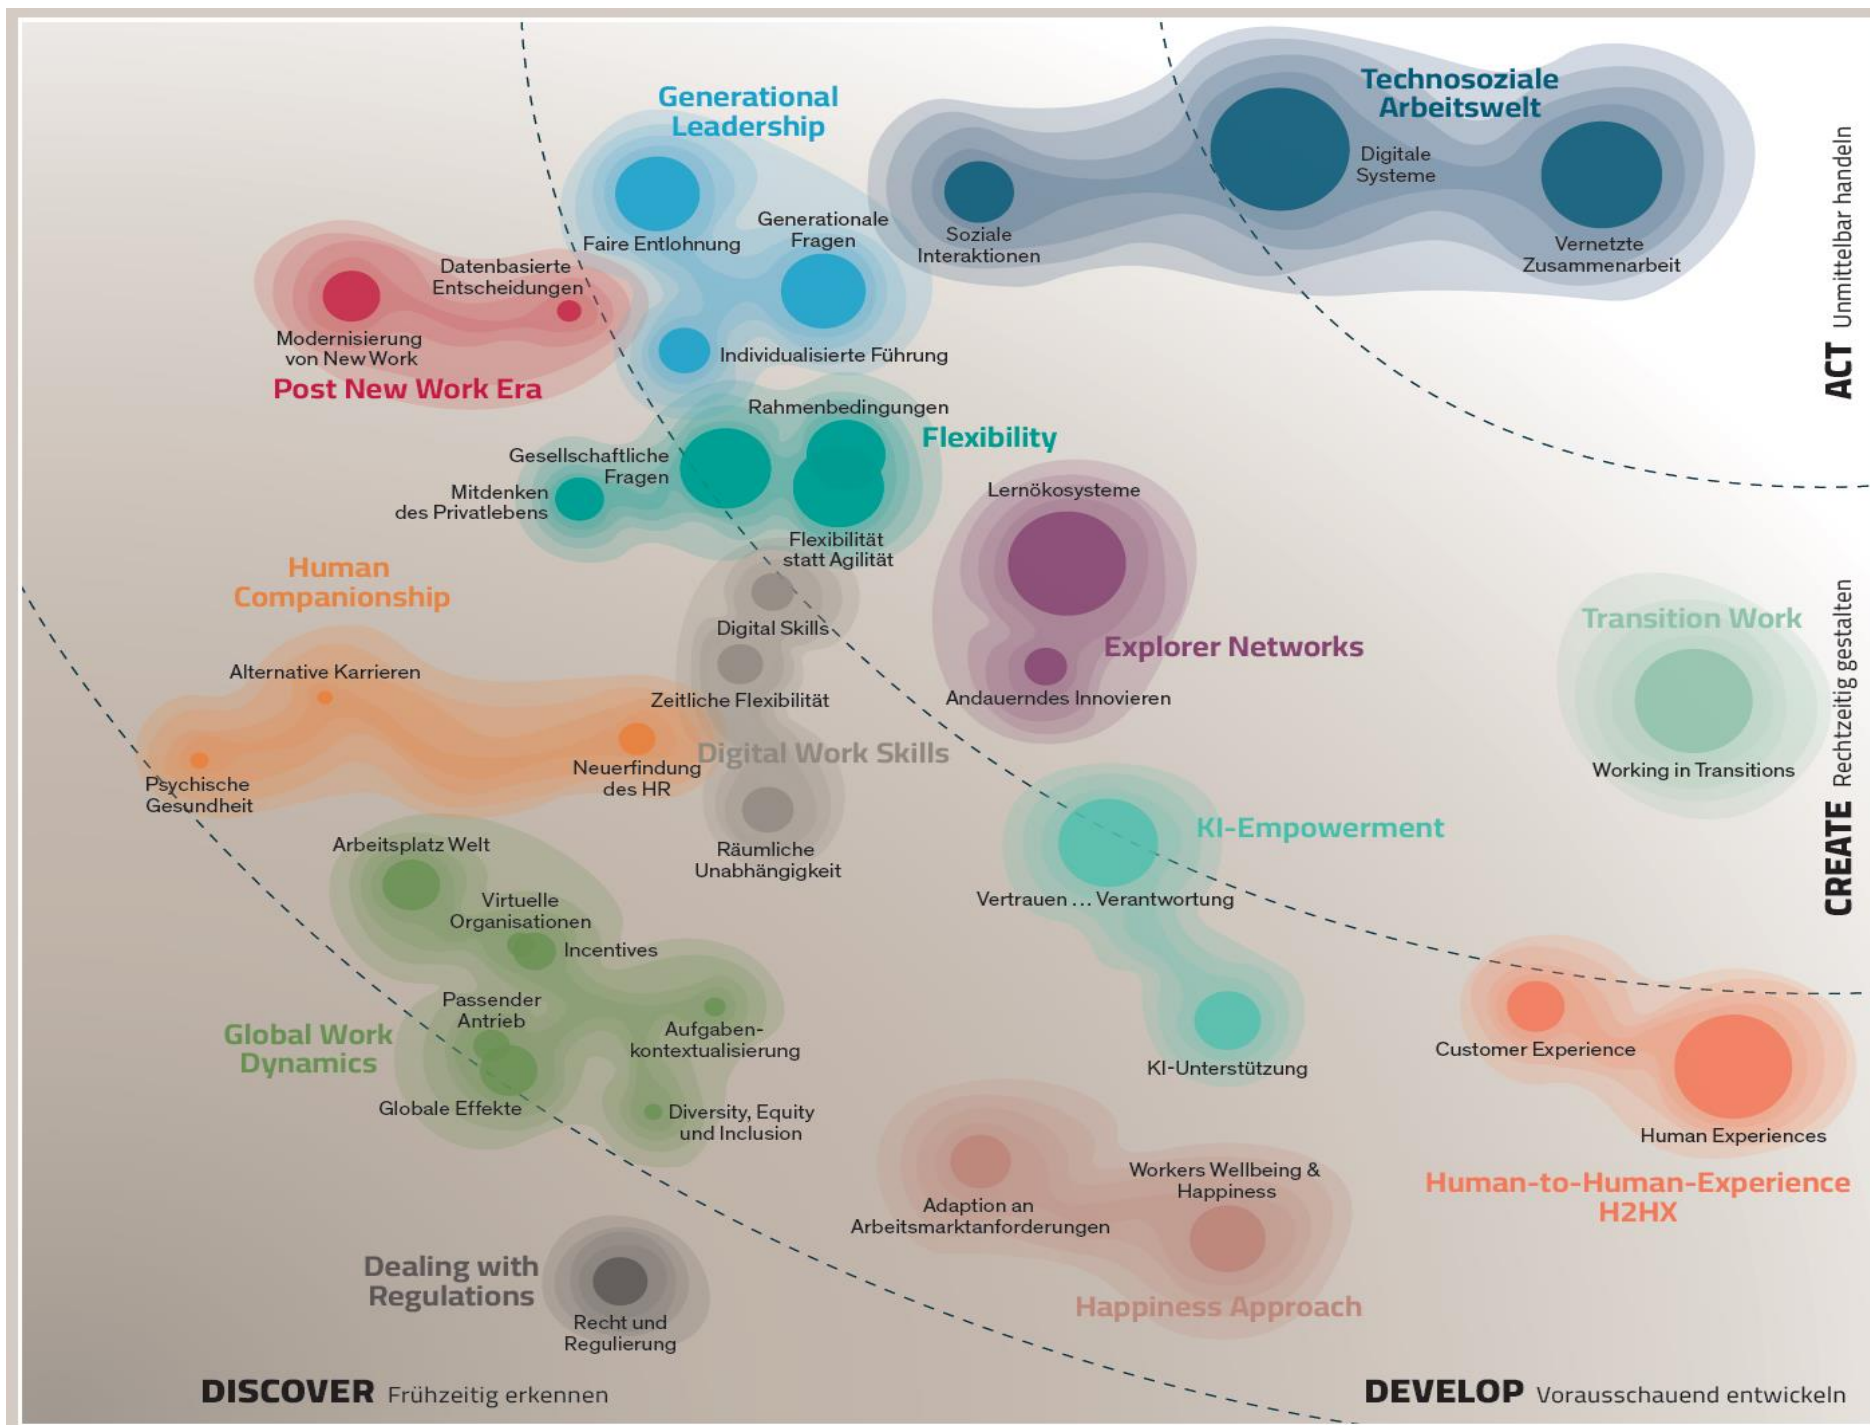 Generational
Leadership
Technosoziale
Arbeitswelt
Digitale
Systeme
Generationale
Fragen
Faire Entlohnung
Soziale
Interaktionen
Vernetzte
Zusammenarbeit
Datenbasierte
Entscheidungen
Modernisierung
von New Work
Individualisierte Führung
Post New Work Era
Rahmenbedingungen
Flexibility
Gesellschaftliche
Fragen
Mitdenken
des Privatlebens
Flexibilität
statt Agilität
Lernökosysteme
Human
Companionship
Digital Skills
Transition Work
Explorer Networks
Alternative Karrieren
Zeitliche Flexibilität
Andauerndes Innovieren
Digital Work Skills
Psychische
Gesundheit
Neuerfindung
des HR
Working in Transitions
KI-Empowerment
Arbeitsplatz Welt
Räumliche
Unabhängigkeit
Virtuelle
Organisationen
Vertrauen ... Verantwortung
Incentives
Passender
Antrieb
Global Work
Dynamics
Aufgaben-
kontextualisierung
Customer Experience
KI-Unterstützung
Globale Effekte
Diversity, Equity
und Inclusion
Human Experiences
Workers Wellbeing &
Happiness
Human-to-Human-Experience
H2HX
Adaption an
Arbeitsmarktanforderungen
Dealing with
Regulations
Happiness Approach
Recht und
Regulierung
ACT Unmittelbar handeln
CREATE Rechtzeitig gestalten
DISCOVER Frühzeitig erkennen
DEVELOP Vorausschauend entwickeln